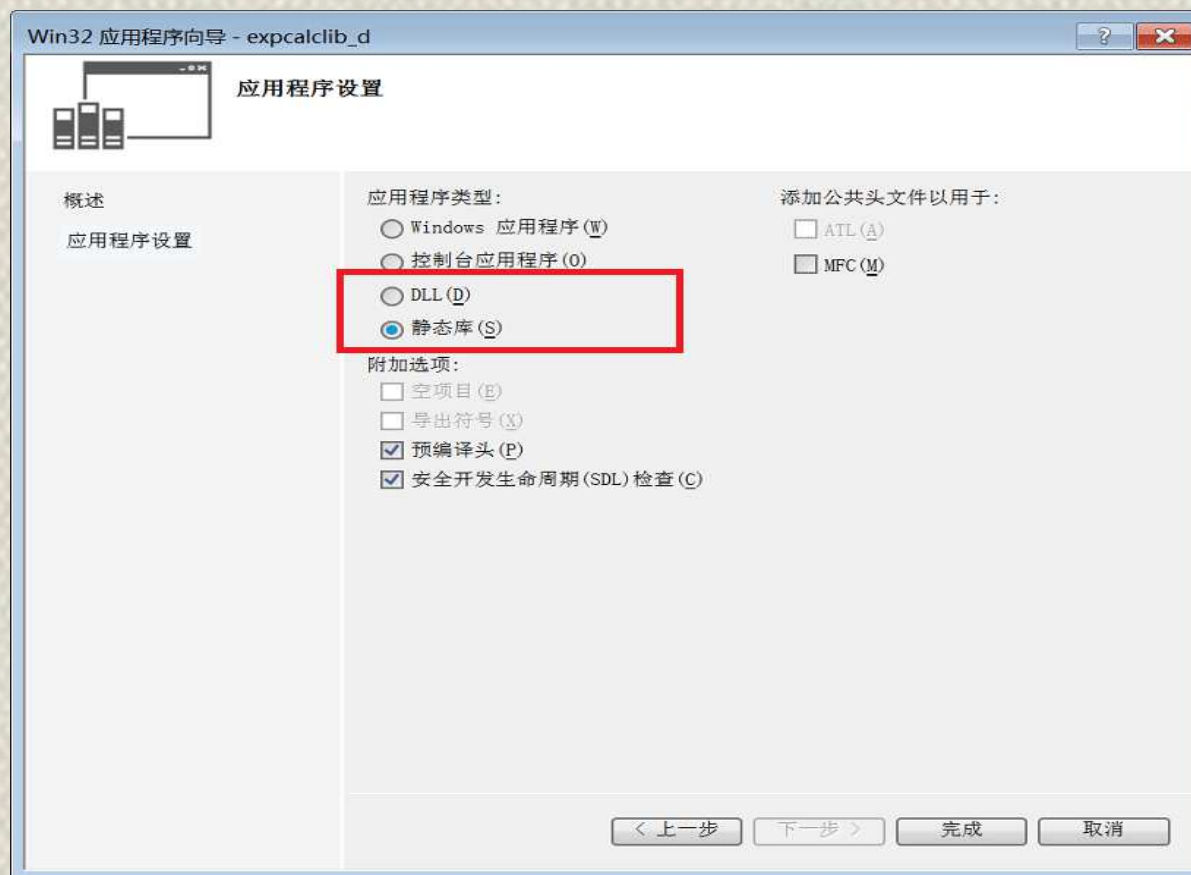 Win32 应用程序向导 - expcalclib_d
应用程序设置
概述
应用程序设置
应用程序类型:
Windows 应用程序(W)
控制台应用程序(O)
DLL(D)
静态库(S)
附加选项:
空项目(E)
导出符号(X)
预编译头(P)
安全开发生命周期(SDL)检查(C)
添加公共头文件以用于:
ATL(A)
MFC(M)
< 上一步
下一步 >
完成
取消